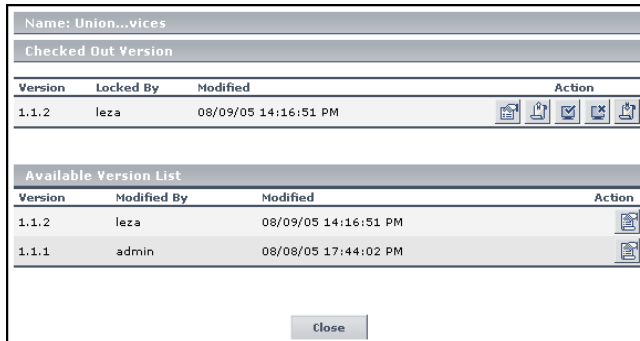 Name: Union...vices
Checked Out Version
Version Locked By Modified Action
1.1.2 leza 08/09/05 14:16:51 PM
Available Version List
Version Modified By Modified Action
1.1.2 leza 08/09/05 14:16:51 PM
1.1.1 admin 08/08/05 17:44:02 PM
Close